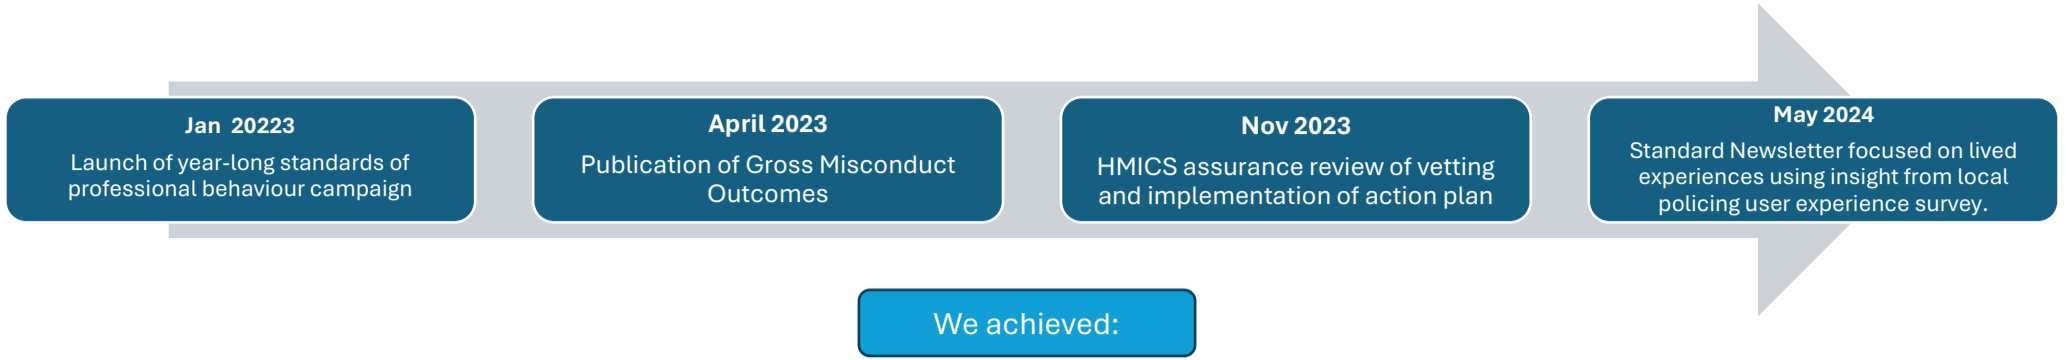 Jan  20223
Launch of year-long standards of
professional behaviour campaign
April 2023
Publication of Gross Misconduct
Outcomes
Nov 2023
HMICS assurance review of vetting
and implementation of action plan
May 2024
Standard Newsletter focused on lived
experiences using insight from local
policing user experience survey.
We achieved: